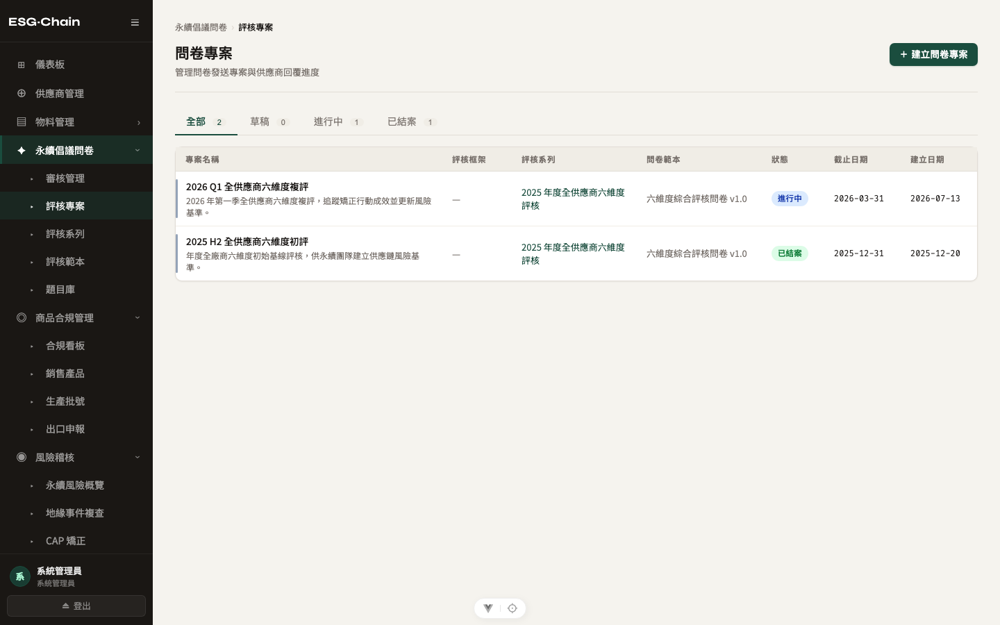 ESG·Chain
儀表板
供應商管理
物料管理
永續倡議問卷
審核管理
評核專案
評核系列
評核範本
題目庫
商品合規管理
合規看板
銷售產品
生產批號
出口申報
風險稽核
永續風險概覽
地緣事件複查
CAP 矯正
系
系統管理員
系統管理員
登出
永續倡議問卷 › 評核專案
問卷專案
管理問卷發送專案與供應商回覆進度
+ 建立問卷專案
全部 2 草稿 0 進行中 1 已結案 1
專案名稱 評核框架 評核系列 問卷範本 狀態 截止日期 建立日期
2026 Q1 全供應商六維度複評
2026 年第一季全供應商六維度複評，追蹤矯正行動成效並更新風險
基準。
—
2025 年度全供應商六維度
評核
六維度綜合評核問卷 v1.0
進行中
2026-03-31
2026-07-13
2025 H2 全供應商六維度初評
年度全廠商六維度初始基線評核，供永續團隊建立供應鏈風險基
準。
—
2025 年度全供應商六維度
評核
六維度綜合評核問卷 v1.0
已結案
2025-12-31
2025-12-20